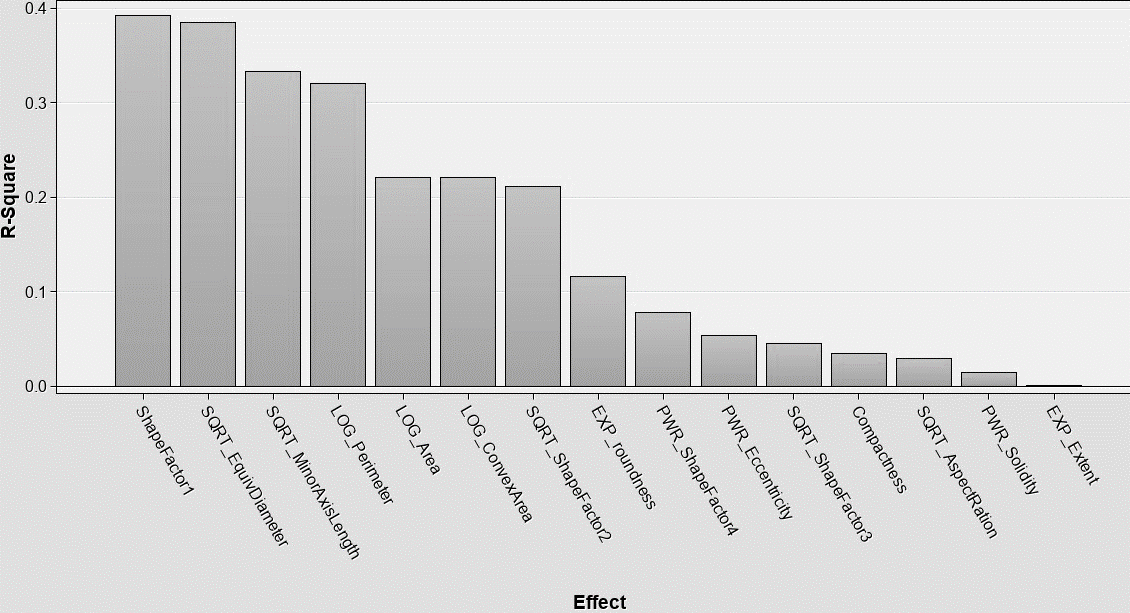 0.4
0.3
0.2
0.1
0.0
R-Square
ShapeFactor1
SQRT_EquivDiameter
SQRT_MinorAxisLength
LOG_Perimeter
LOG_Area
LOG_ConvexArea
SQRT_ShapeFactor2
EXP_roundness
PWR_ShapeFactor4
PWR_Eccentricity
SQRT_ShapeFactor3
Compactness
SQRT_AspectRation
PWR_Solidity
EXP_Extent
Effect